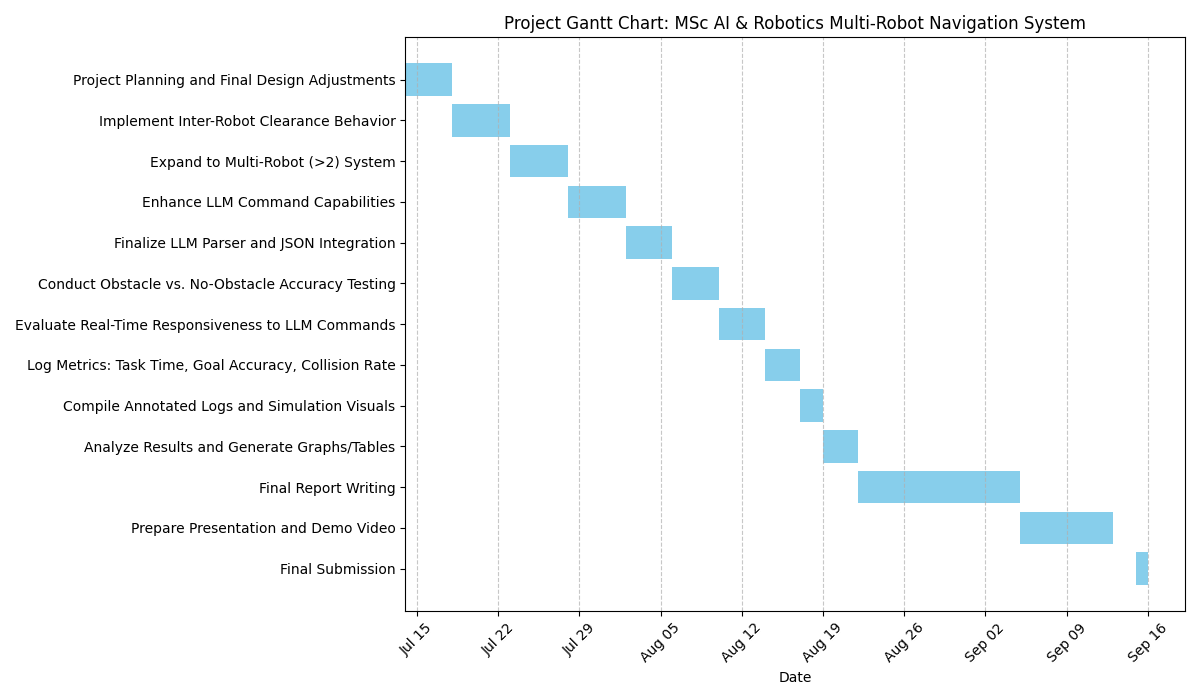 Project Gantt Chart: MSc AI & Robotics Multi-Robot Navigation System
Project Planning and Final Design Adjustments
Implement Inter-Robot Clearance Behavior
Expand to Multi-Robot (>2) System
Enhance LLM Command Capabilities
Finalize LLM Parser and JSON Integration
Conduct Obstacle vs. No-Obstacle Accuracy Testing
Evaluate Real-Time Responsiveness to LLM Commands
Log Metrics: Task Time, Goal Accuracy, Collision Rate
Compile Annotated Logs and Simulation Visuals
Analyze Results and Generate Graphs/Tables
Final Report Writing
Prepare Presentation and Demo Video
Final Submission
Jul 15 Jul 22 Jul 29 Aug 05 Aug 12 Aug 19 Aug 26 Sep 02 Sep 09 Sep 16
Date